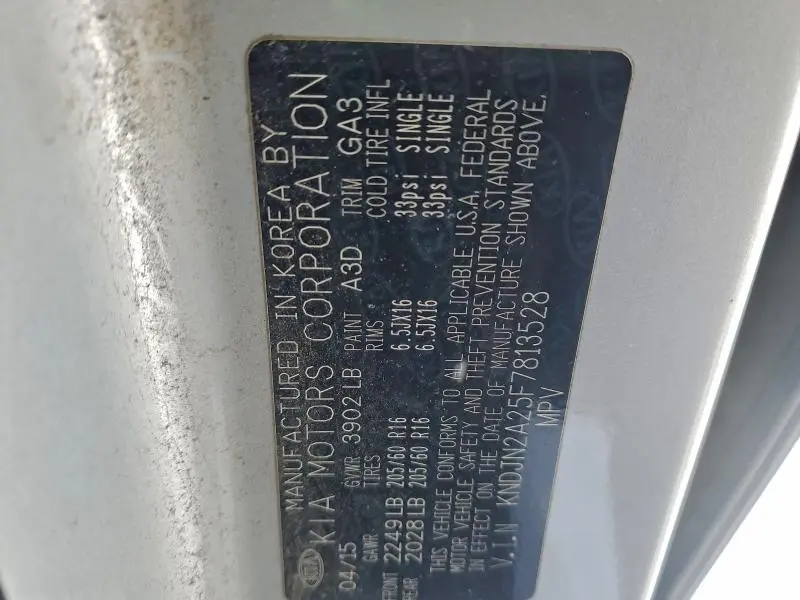 MANUFACTURED IN KOREA BY
KIA KIA MOTORS CORPORATION
04/15 GVWR 3902 LB PAINT A3D TRIM GA3
GAWR TIRES RIMS COLD TIRE INFL
FRONT 2249LB 205/60 R16 6.5JX16 33psi SINGLE
REAR 2028LB 205/60 R16 6.5JX16 33psi SINGLE
THIS VEHICLE CONFORMS TO ALL APPLICABLE U.S.A. FEDERAL
MOTOR VEHICLE SAFETY AND THEFT PREVENTION STANDARDS
IN EFFECT ON THE DATE OF MANUFACTURE SHOWN ABOVE.
V.I.N KNDJN2A25F7813528
MPV